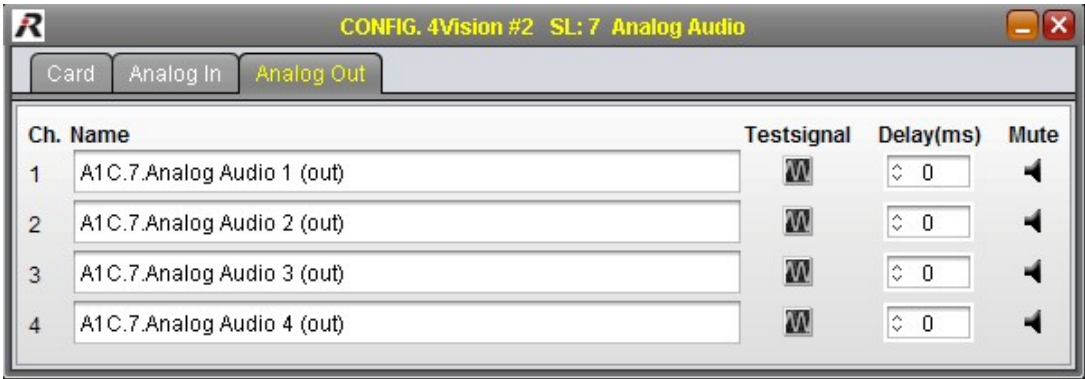 R CONFIG. 4Vision #2 SL: 7 Analog Audio
Card Analog In Analog Out
Ch. Name Testsignal Delay(ms) Mute
1 A1C.7.Analog Audio 1 (out) 0
2 A1C.7.Analog Audio 2 (out) 0
3 A1C.7.Analog Audio 3 (out) 0
4 A1C.7.Analog Audio 4 (out) 0